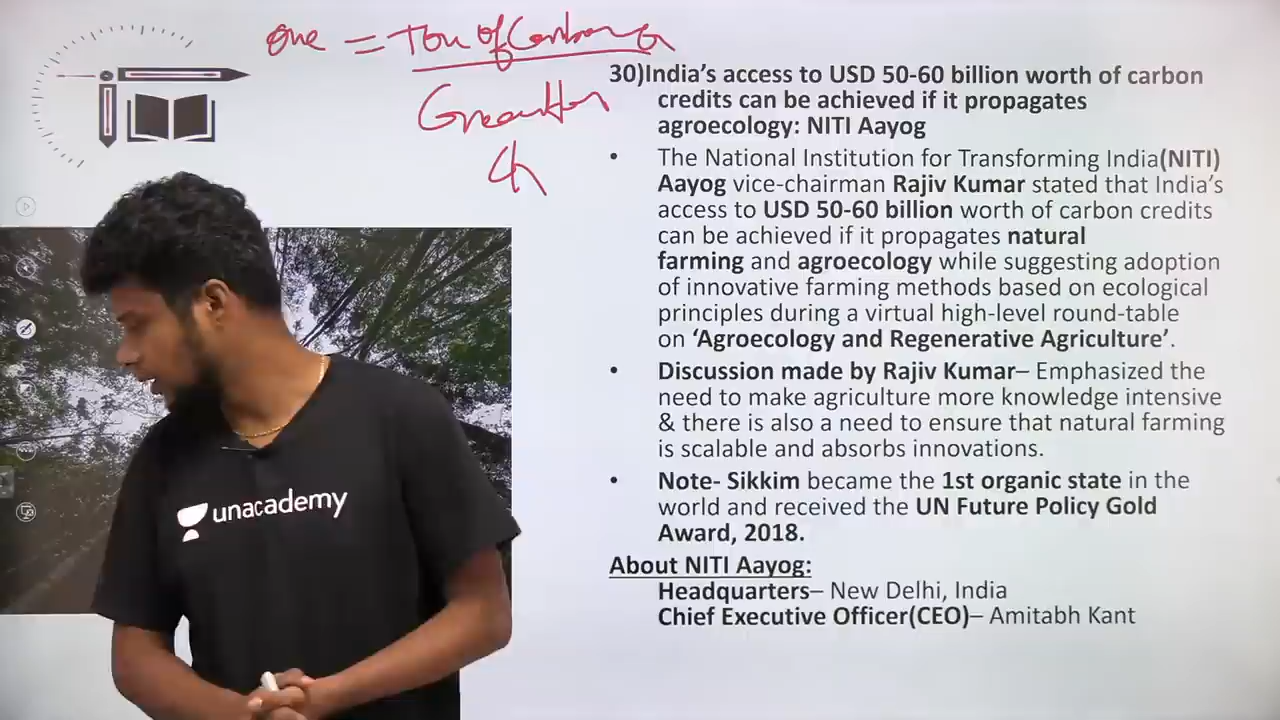 one = Ton of Carbon
30)India's access to USD 50-60 billion worth of carbon
credits can be achieved if it propagates
agroecology: NITI Aayog
• The National Institution for Transforming India(NITI)
Aayog vice-chairman Rajiv Kumar stated that India's
access to USD 50-60 billion worth of carbon credits
can be achieved if it propagates natural
farming and agroecology while suggesting adoption
of innovative farming methods based on ecological
principles during a virtual high-level round-table
on ‘Agroecology and Regenerative Agriculture’.
• Discussion made by Rajiv Kumar– Emphasized the
need to make agriculture more knowledge intensive
& there is also a need to ensure that natural farming
is scalable and absorbs innovations.
• Note- Sikkim became the 1st organic state in the
world and received the UN Future Policy Gold
Award, 2018.
About NITI Aayog:
Headquarters– New Delhi, India
Chief Executive Officer(CEO)– Amitabh Kant
unacademy